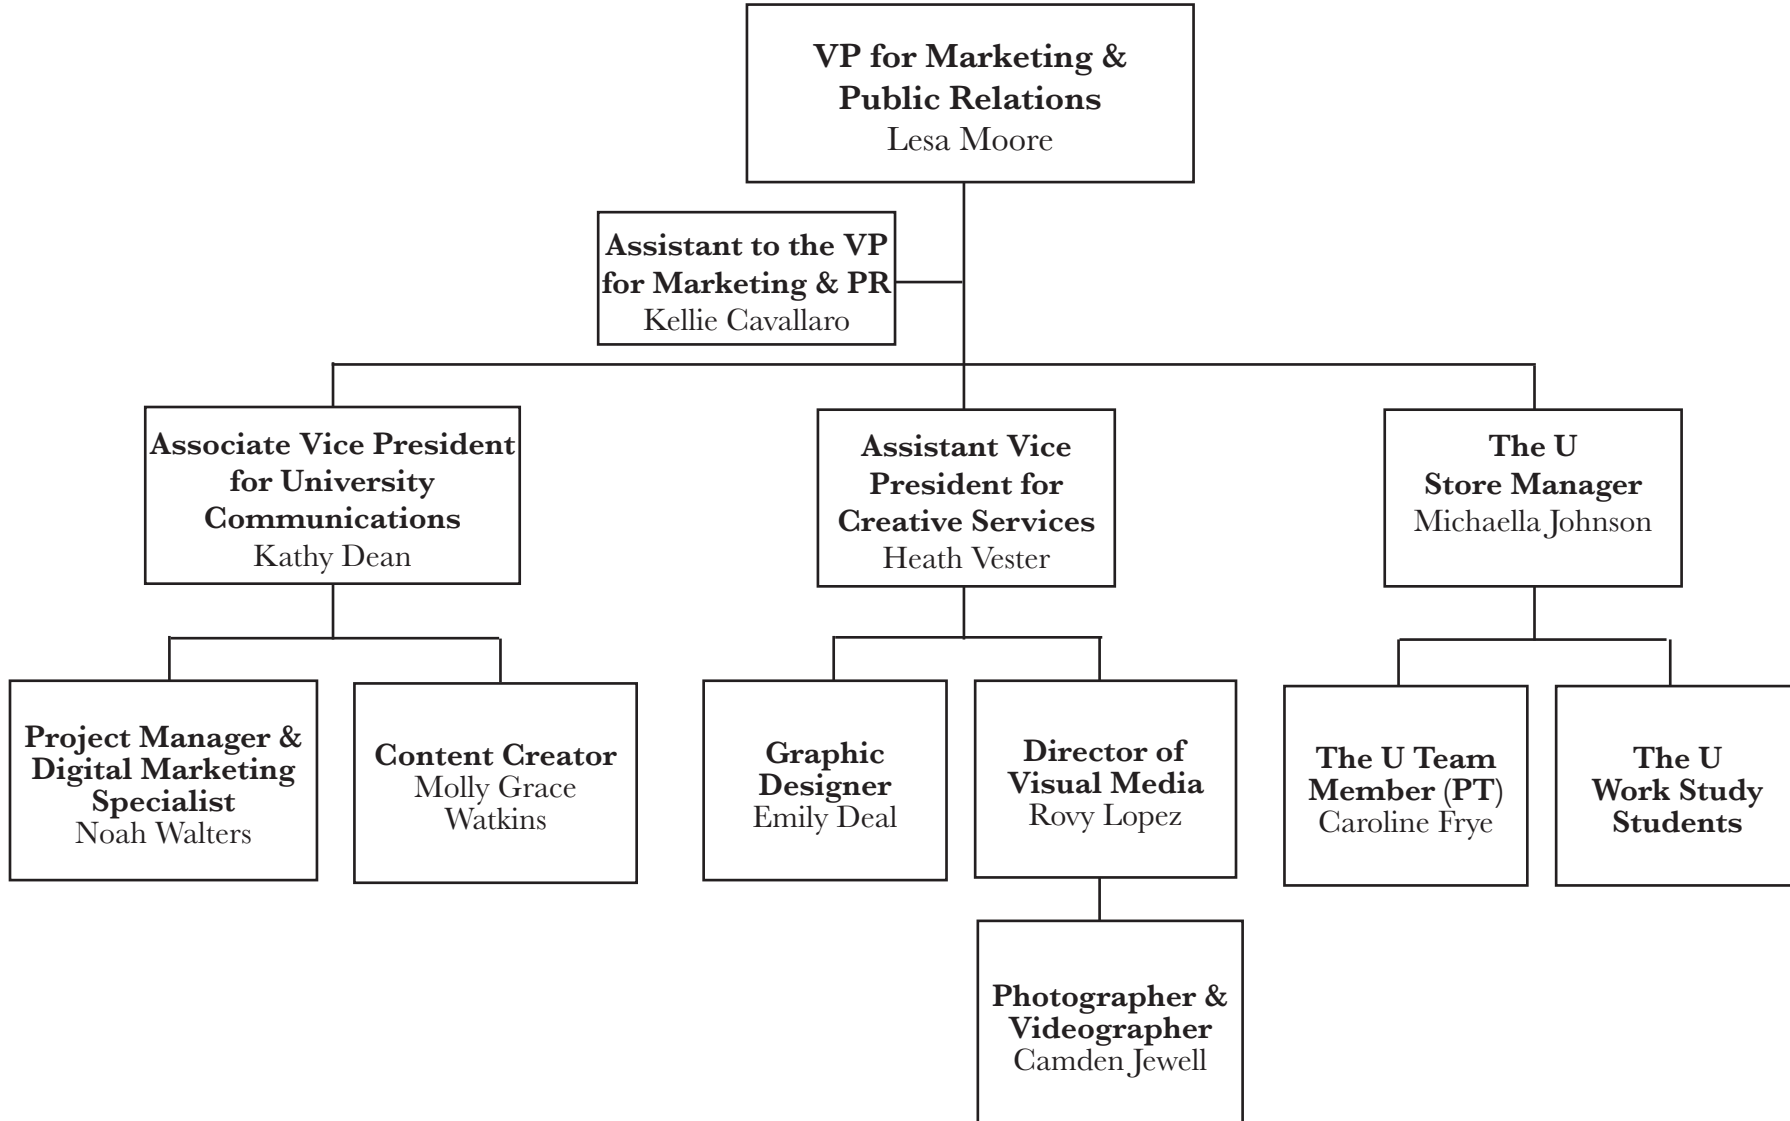 VP for Marketing &
Public Relations
Lesa Moore
Assistant to the VP
for Marketing & PR
Kellie Cavallaro
Associate Vice President
for University
Communications
Kathy Dean
Assistant Vice
President for
Creative Services
Heath Vester
The U
Store Manager
Michaella Johnson
Project Manager &
Digital Marketing
Specialist
Noah Walters
Content Creator
Molly Grace
Watkins
Graphic
Designer
Emily Deal
Director of
Visual Media
Rovy Lopez
The U Team
Member (PT)
Caroline Frye
The U
Work Study
Students
Photographer &
Videographer
Camden Jewell